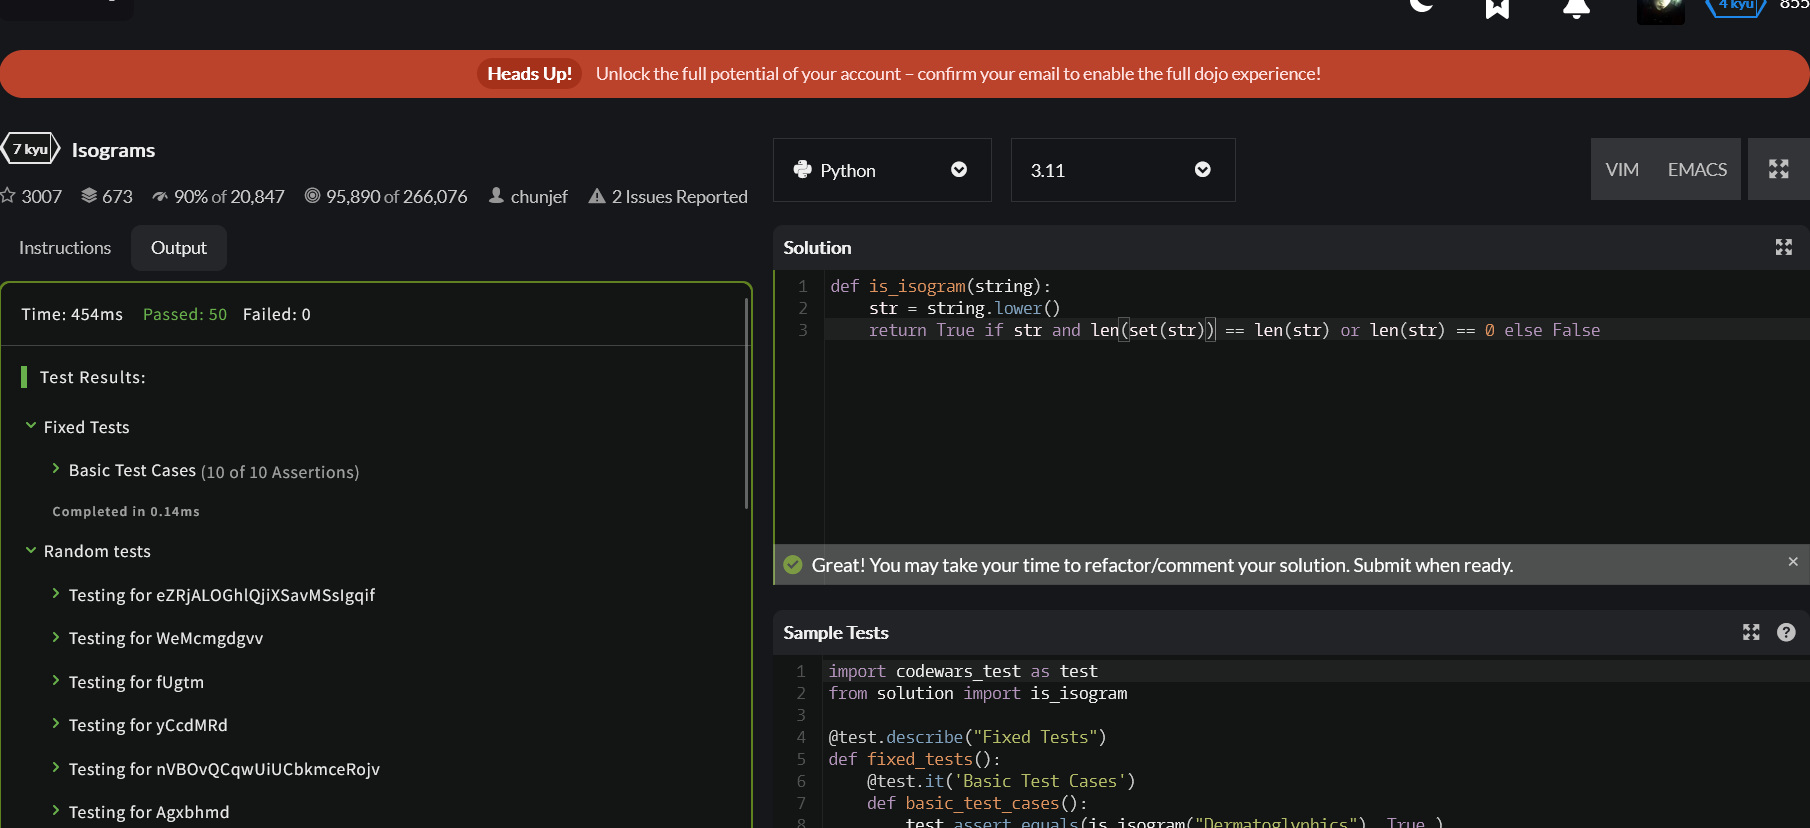 4 kyu 855
Heads Up! Unlock the full potential of your account – confirm your email to enable the full dojo experience!
7 kyu Isograms
3007 673 90% of 20,847 95,890 of 266,076 chunjef 2 Issues Reported
Python 3.11 VIM EMACS
Instructions Output
Time: 454ms Passed: 50 Failed: 0
Test Results:
Fixed Tests
Basic Test Cases (10 of 10 Assertions)
Completed in 0.14ms
Random tests
Testing for eZRjALOGhlQjiXSavMSsIgqif
Testing for WeMcmgdgvv
Testing for fUgtm
Testing for yCcdMRd
Testing for nVBOvQCqwUiUCbkmceRojv
Testing for Agxbhmd
Solution
1 def is_isogram(string):
2 str = string.lower()
3 return True if str and len(set(str)) == len(str) or len(str) == 0 else False
Great! You may take your time to refactor/comment your solution. Submit when ready.
Sample Tests
1 import codewars_test as test
2 from solution import is_isogram
3
4 @test.describe("Fixed Tests")
5 def fixed_tests():
6 @test.it('Basic Test Cases')
7 def basic_test_cases():
8 test.assert_equals(is_isogram("Dermatoglyphics"), True )